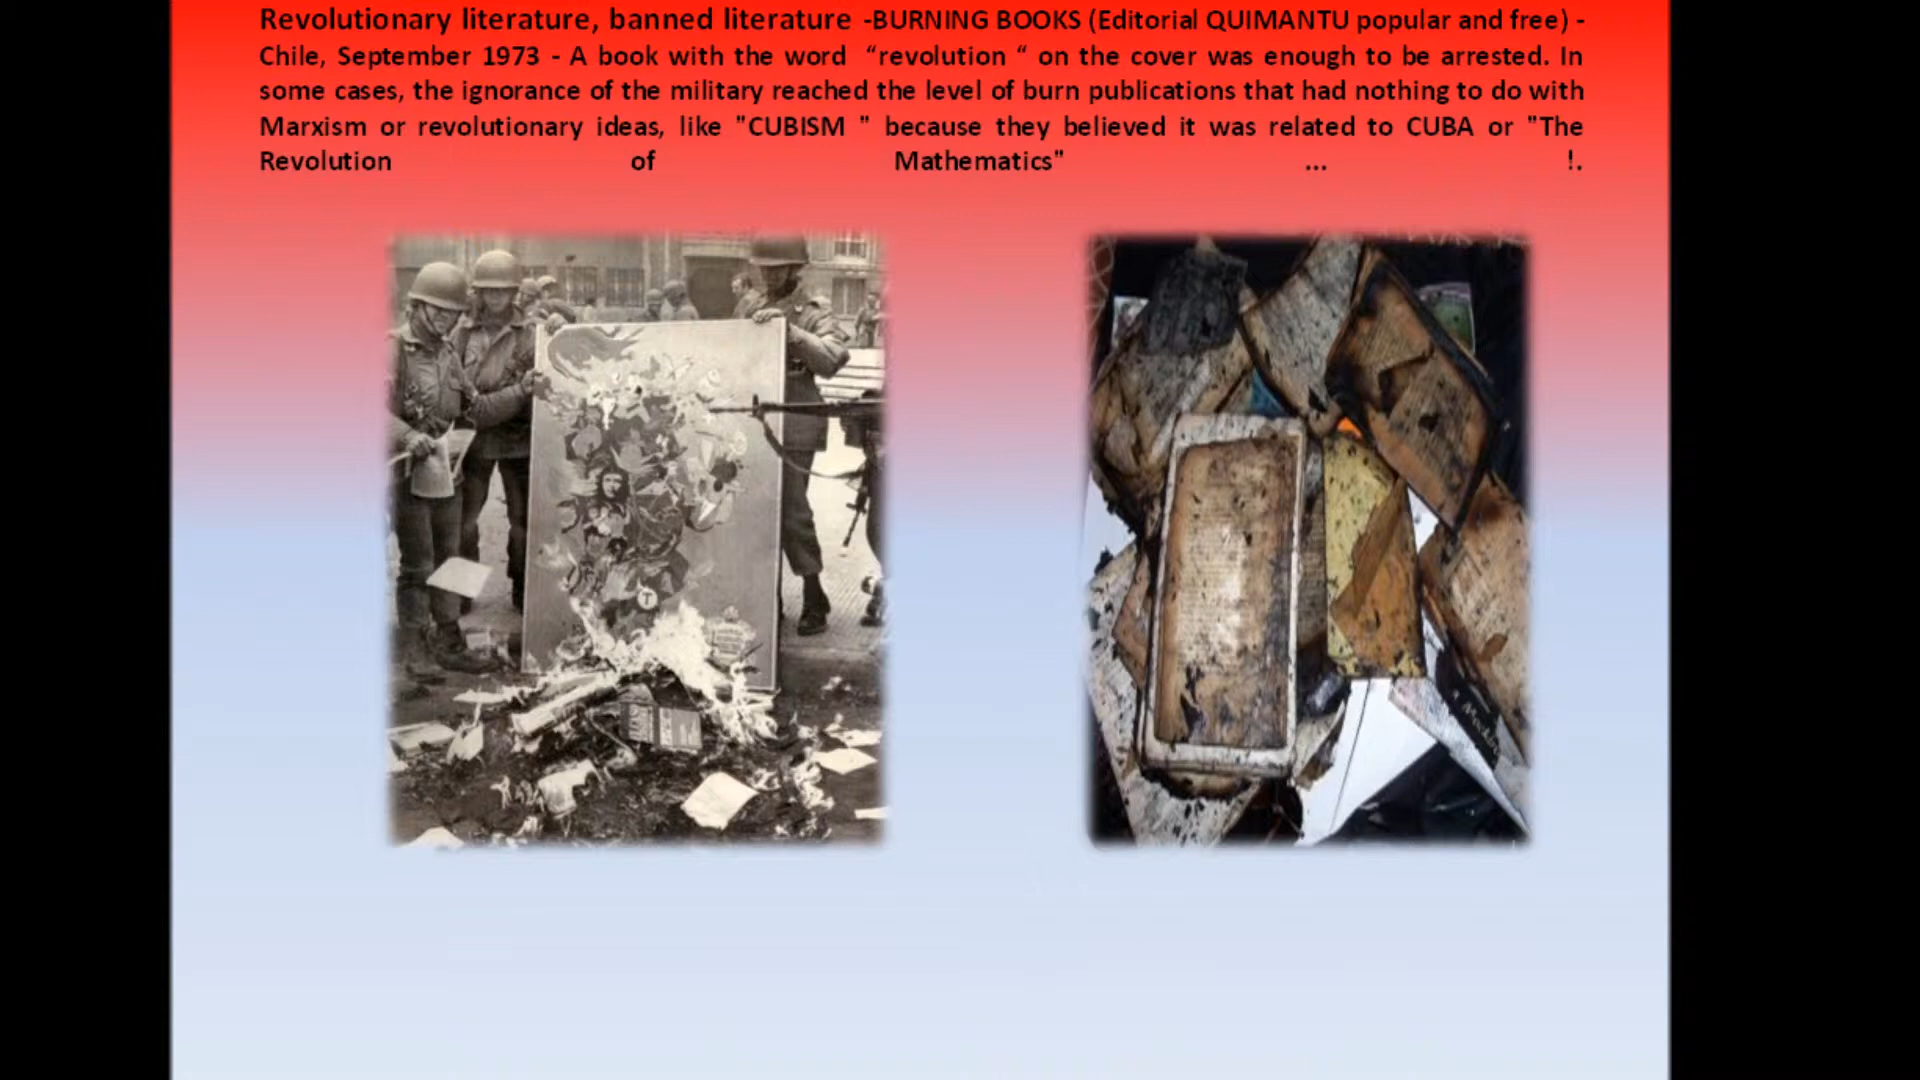 Revolutionary literature, banned literature -BURNING BOOKS (Editorial QUIMANTU popular and free) -
Chile, September 1973 - A book with the word “revolution “ on the cover was enough to be arrested. In
some cases, the ignorance of the military reached the level of burn publications that had nothing to do with
Marxism or revolutionary ideas, like "CUBISM " because they believed it was related to CUBA or "The
Revolution of Mathematics" ... !.
T